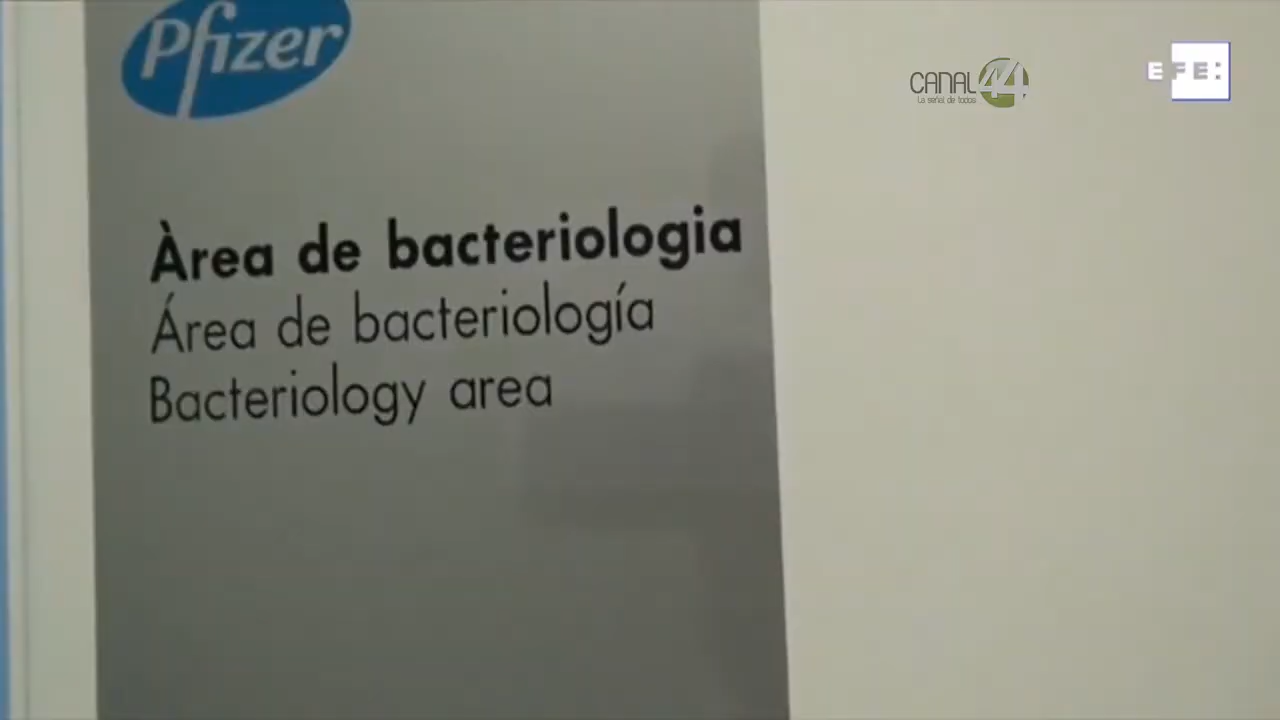 Pfizer
CANAL 44
La señal de todos
EFE:
Àrea de bacteriologia
Área de bacteriología
Bacteriology area